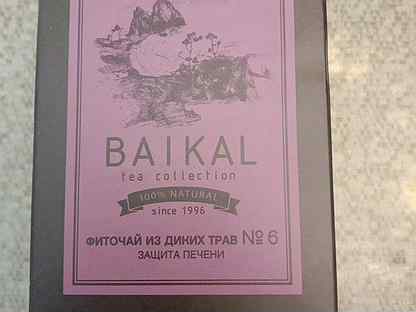 BAIKAL
tea collection
100% NATURAL
since 1996
ФИТОЧАЙ ИЗ ДИКИХ ТРАВ № 6
ЗАЩИТА ПЕЧЕНИ